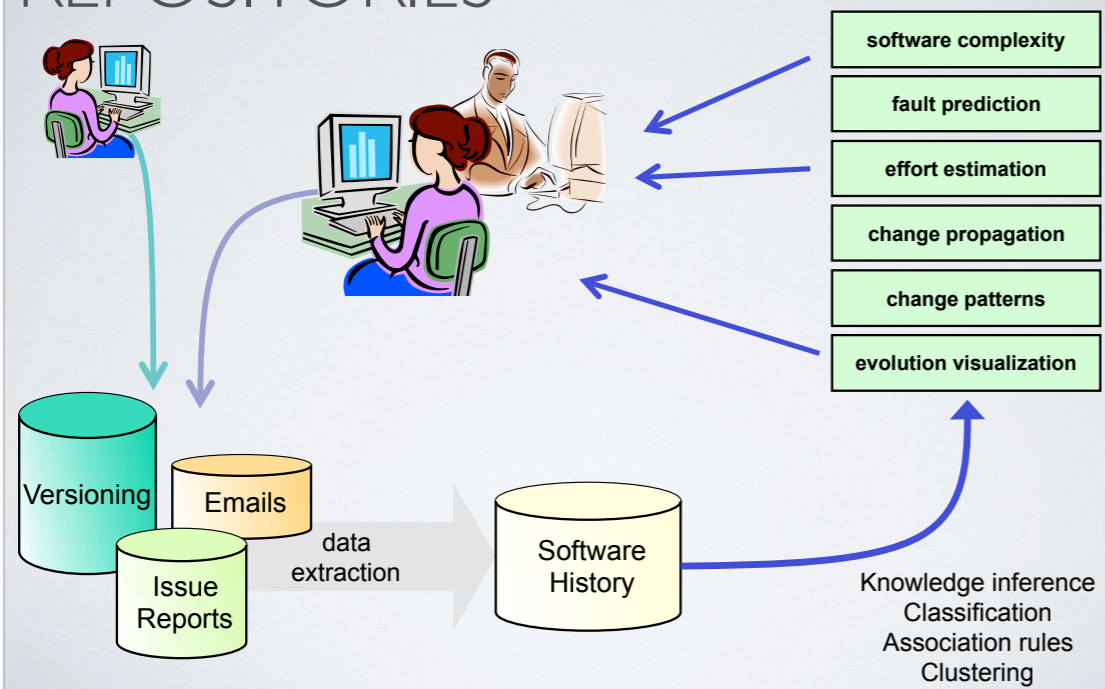 REPOSITORIES
software complexity
fault prediction
effort estimation
change propagation
change patterns
evolution visualization
Versioning
Emails
Issue
Reports
data
extraction
Software
History
Knowledge inference
Classification
Association rules
Clustering